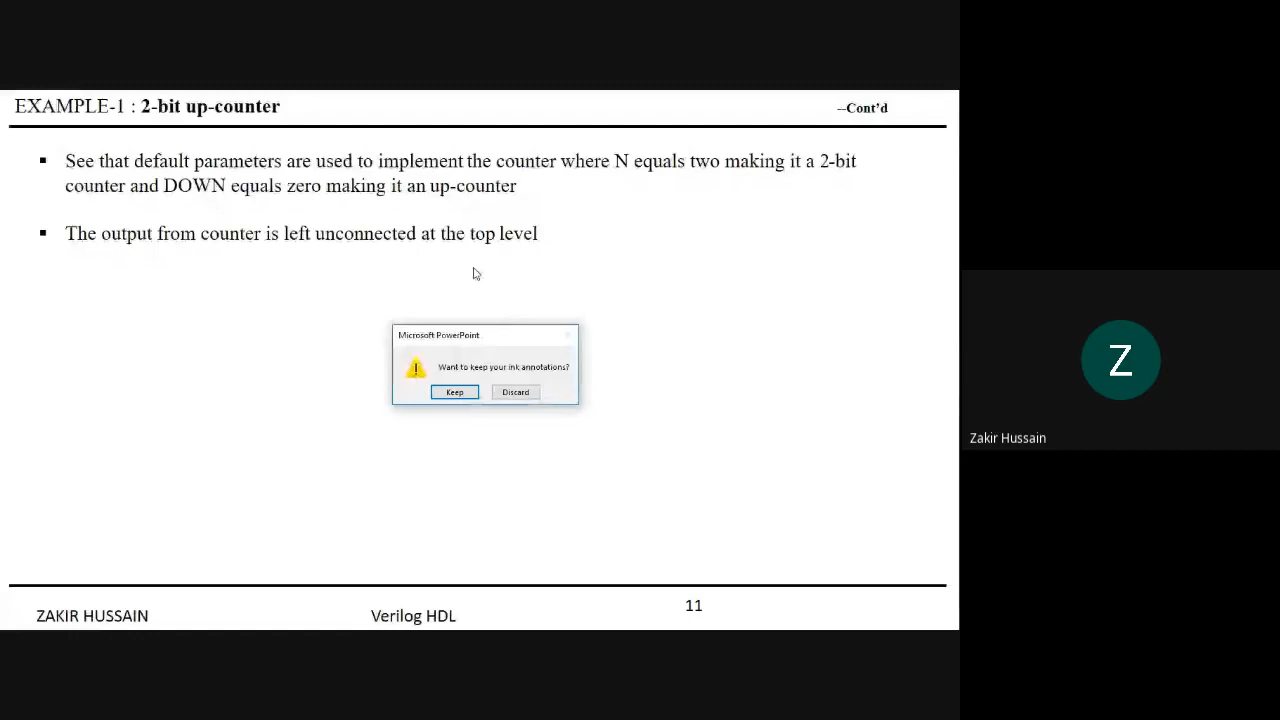 EXAMPLE-1 : 2-bit up-counter
--Cont'd
▪ See that default parameters are used to implement the counter where N equals two making it a 2-bit
counter and DOWN equals zero making it an up-counter
▪ The output from counter is left unconnected at the top level
Microsoft PowerPoint
Want to keep your ink annotations?
Keep
Discard
ZAKIR HUSSAIN
Verilog HDL
11
Z
Zakir Hussain